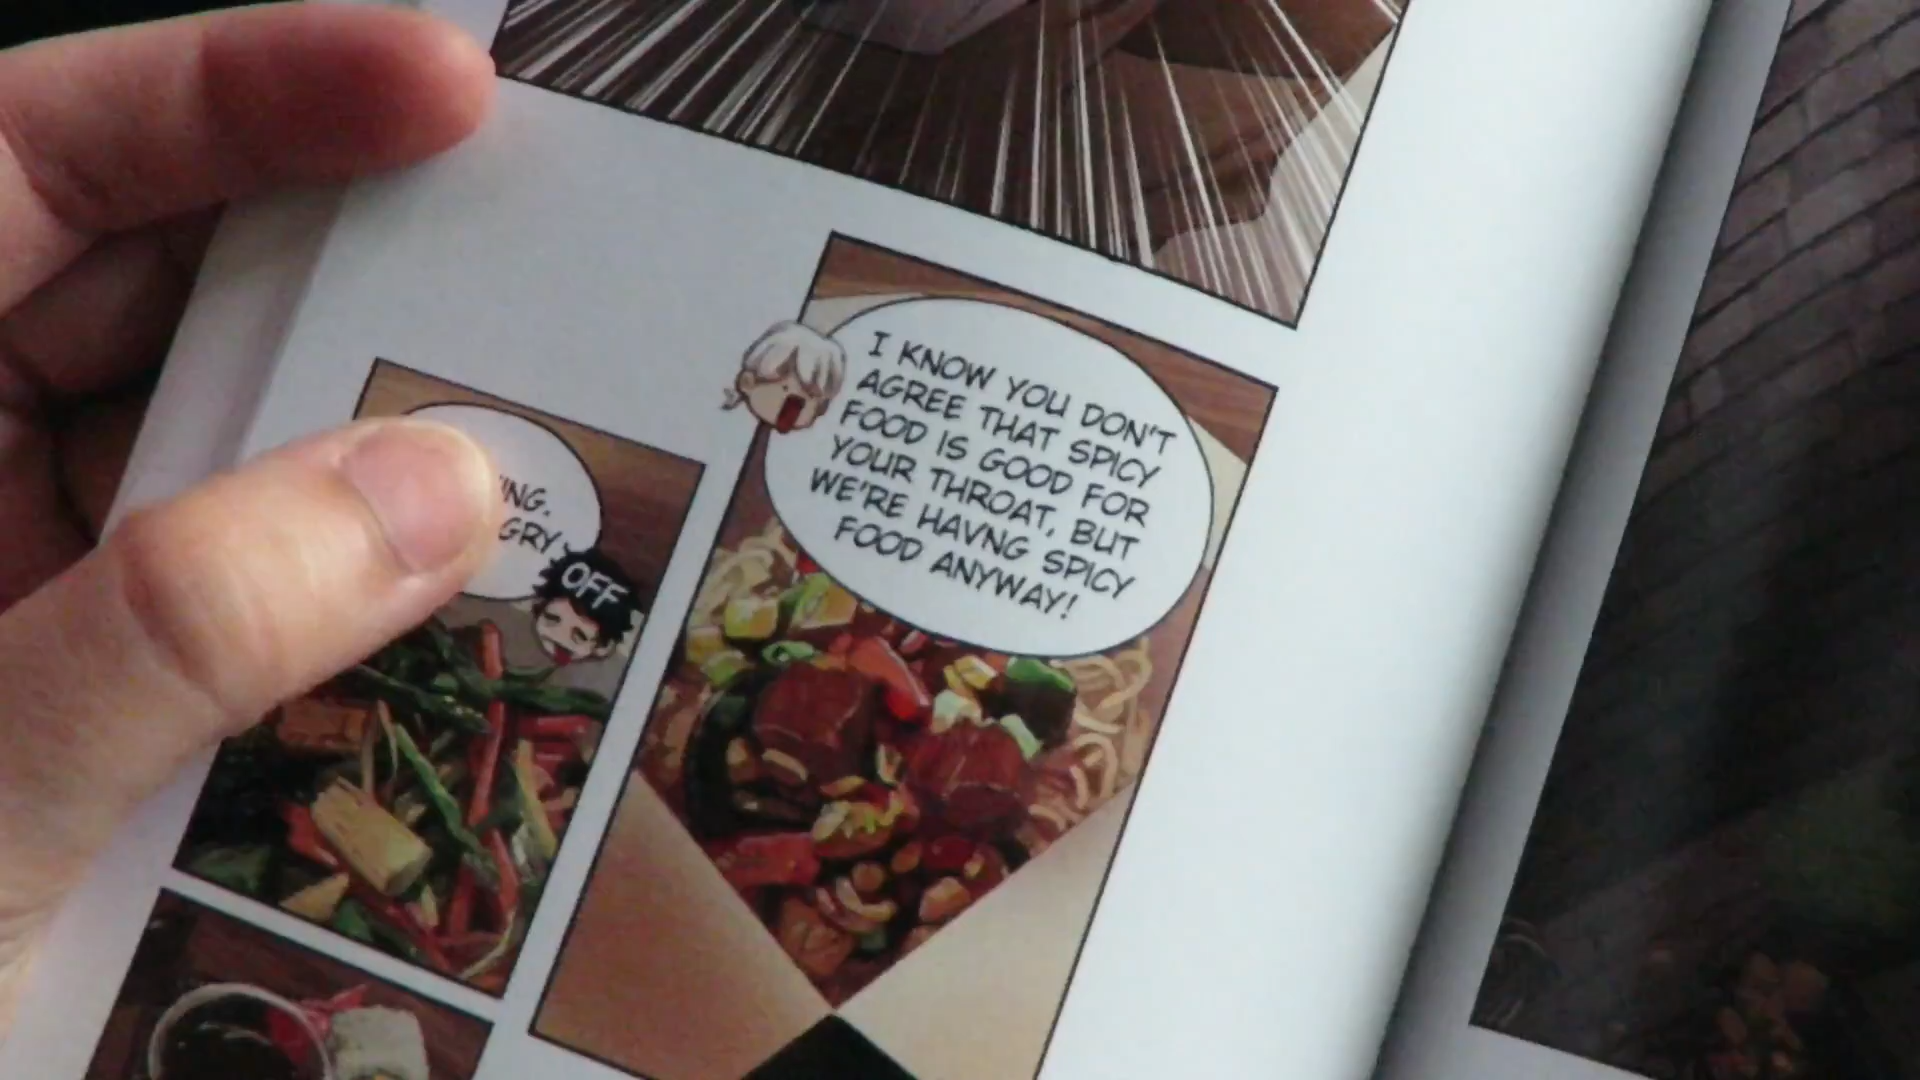 I KNOW YOU DON'T
AGREE THAT SPICY
FOOD IS GOOD FOR
YOUR THROAT, BUT
WE'RE HAVNG SPICY
FOOD ANYWAY!
OFF